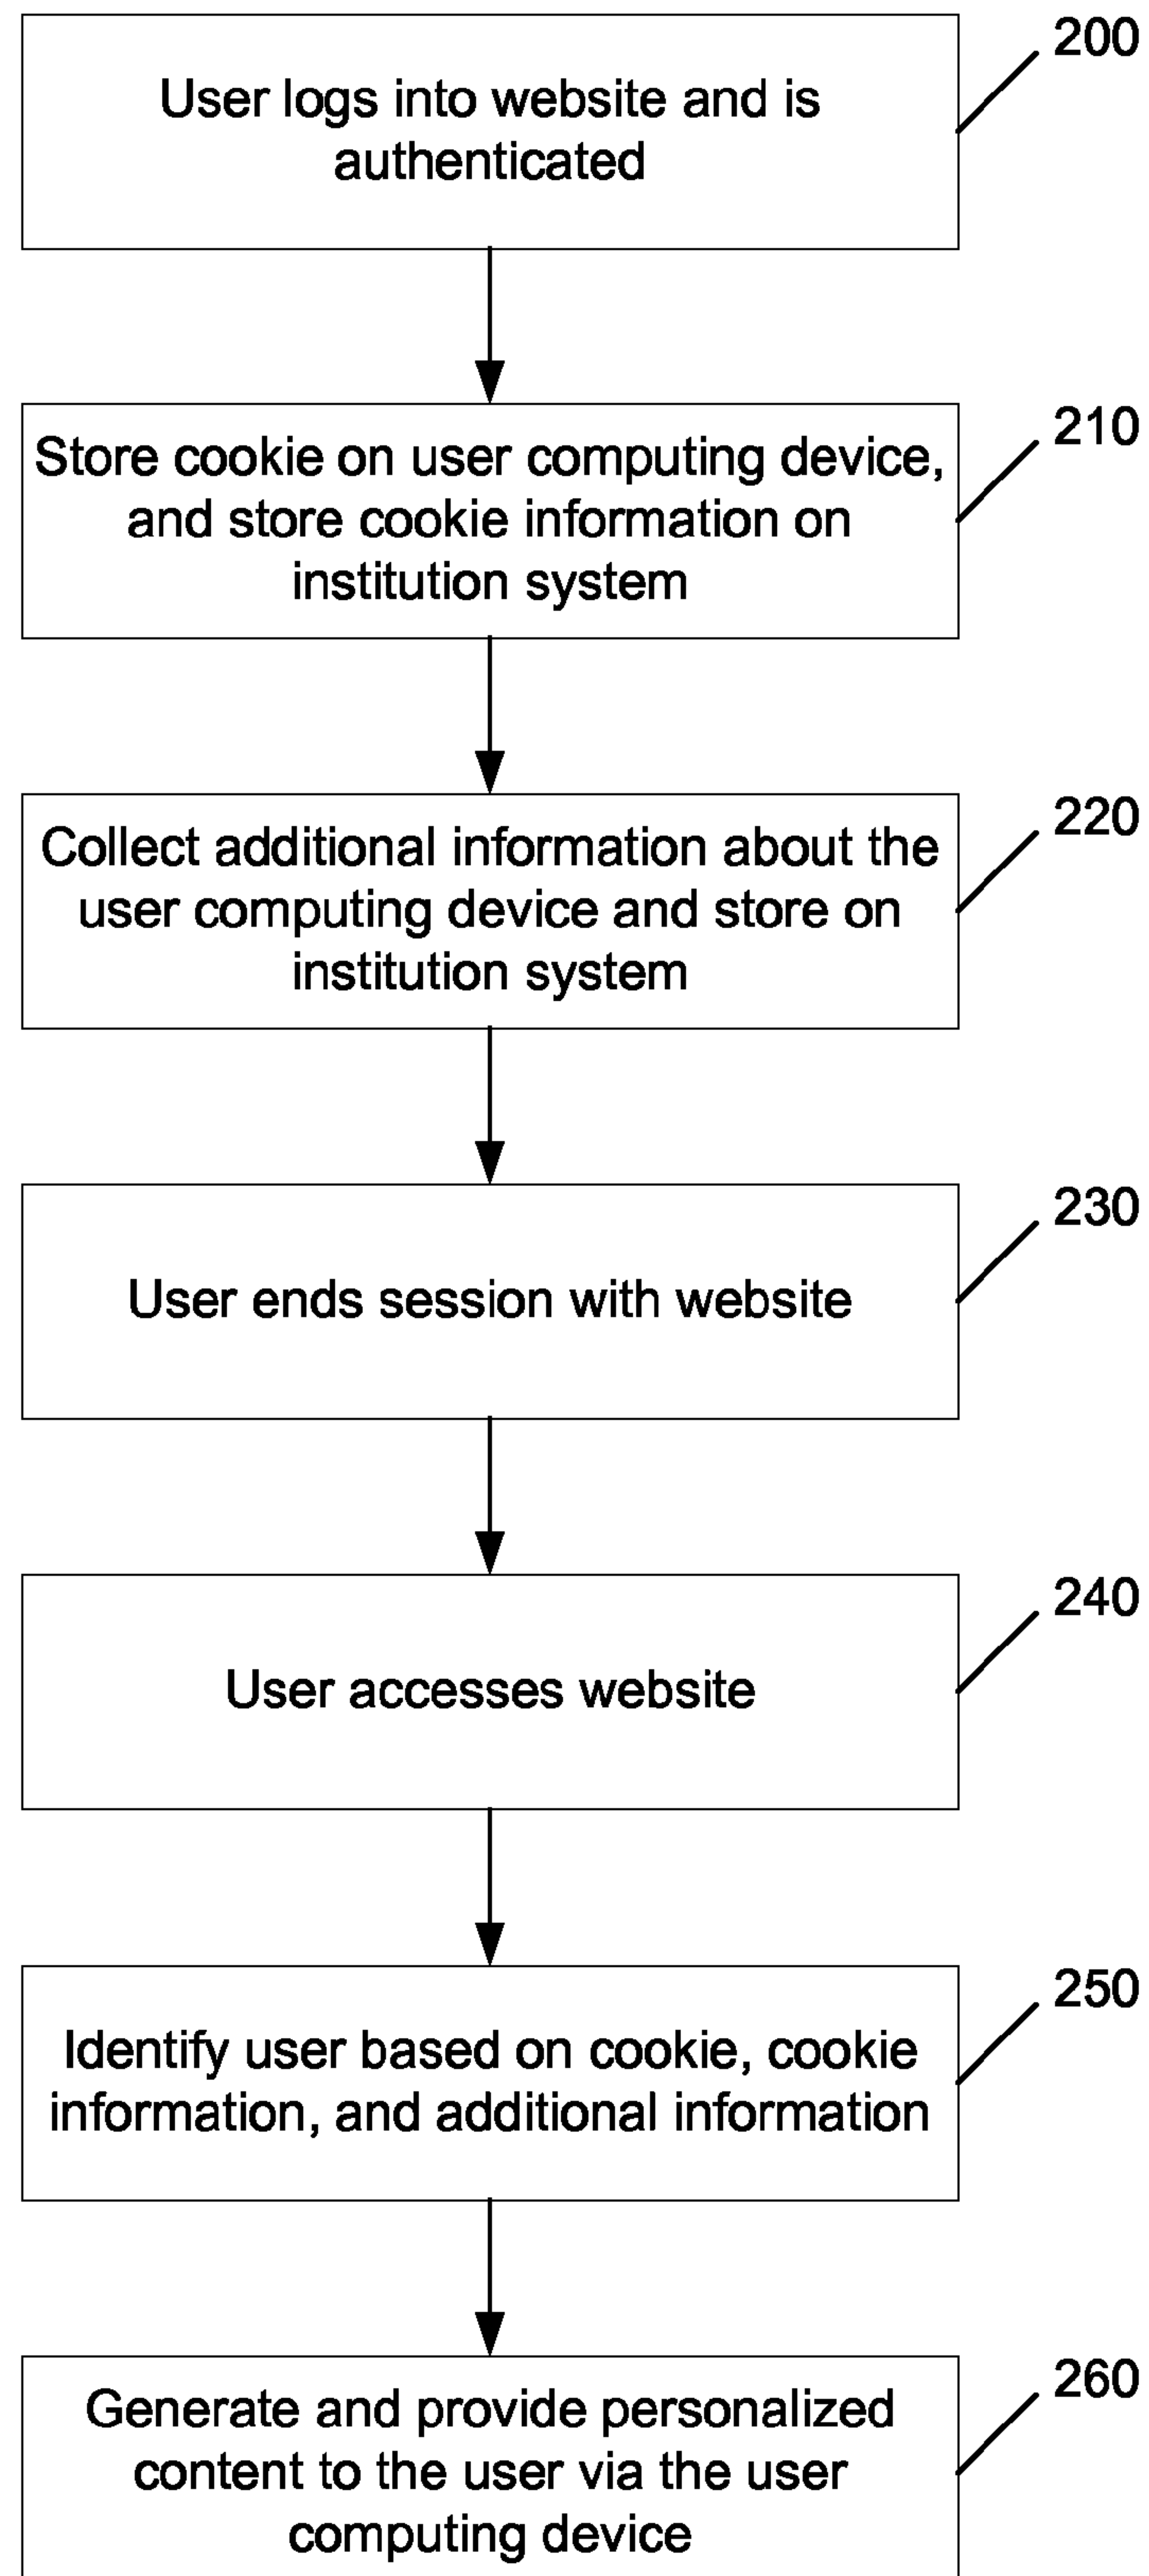 200
User logs into website and is
authenticated
210
Store cookie on user computing device,
and store cookie information on
institution system
220
Collect additional information about the
user computing device and store on
institution system
230
User ends session with website
240
User accesses website
250
Identify user based on cookie, cookie
information, and additional information
260
Generate and provide personalized
content to the user via the user
computing device